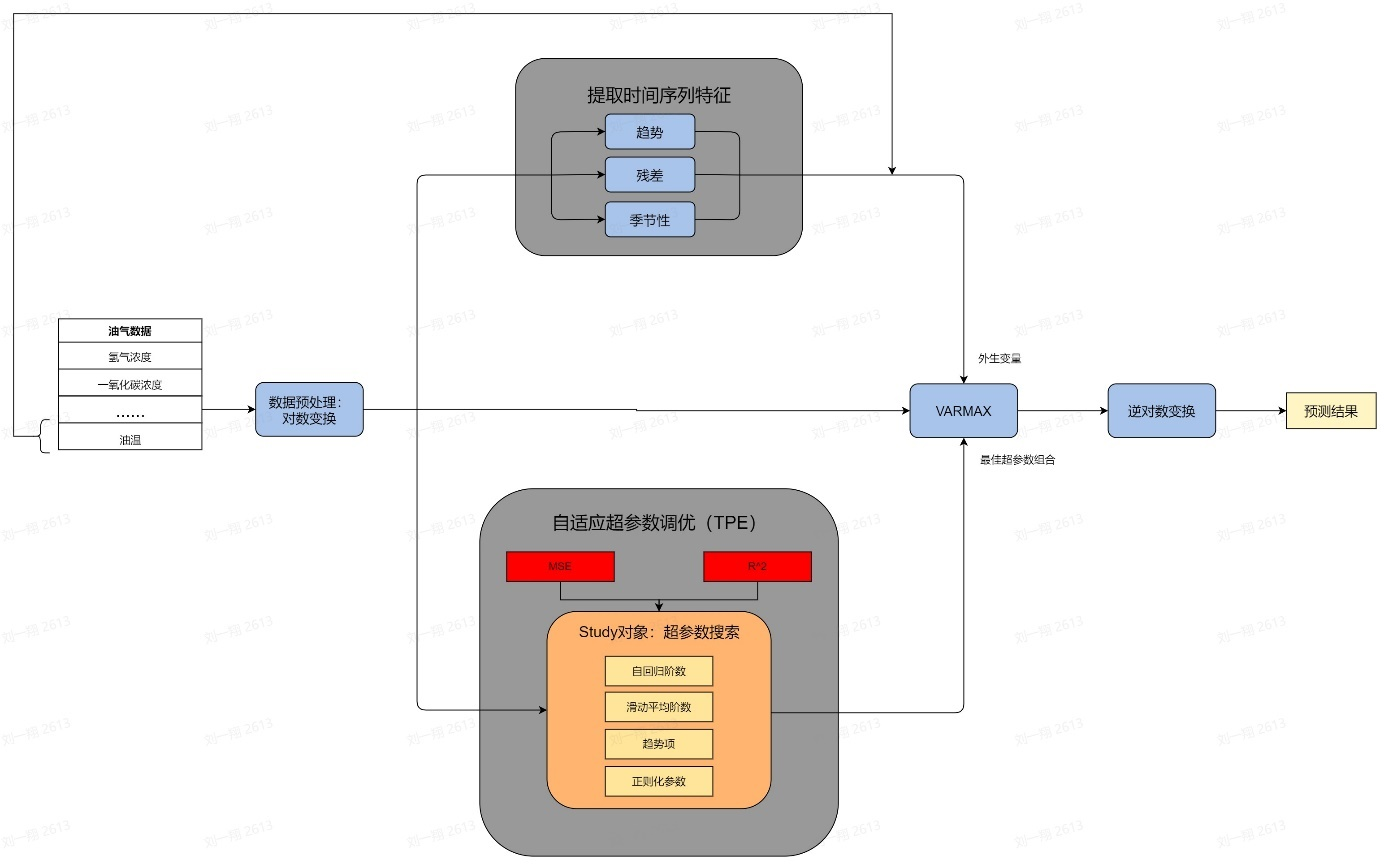 提取时间序列特征
趋势
残差
季节性
油气数据
氢气浓度
一氧化碳浓度
……
油温
数据预处理：
对数变换
外生变量
VARMAX
逆对数变换
预测结果
最佳超参数组合
自适应超参数调优（TPE）
MSE
R^2
Study对象：超参数搜索
自回归阶数
滑动平均阶数
趋势项
正则化参数
刘一翔 2613